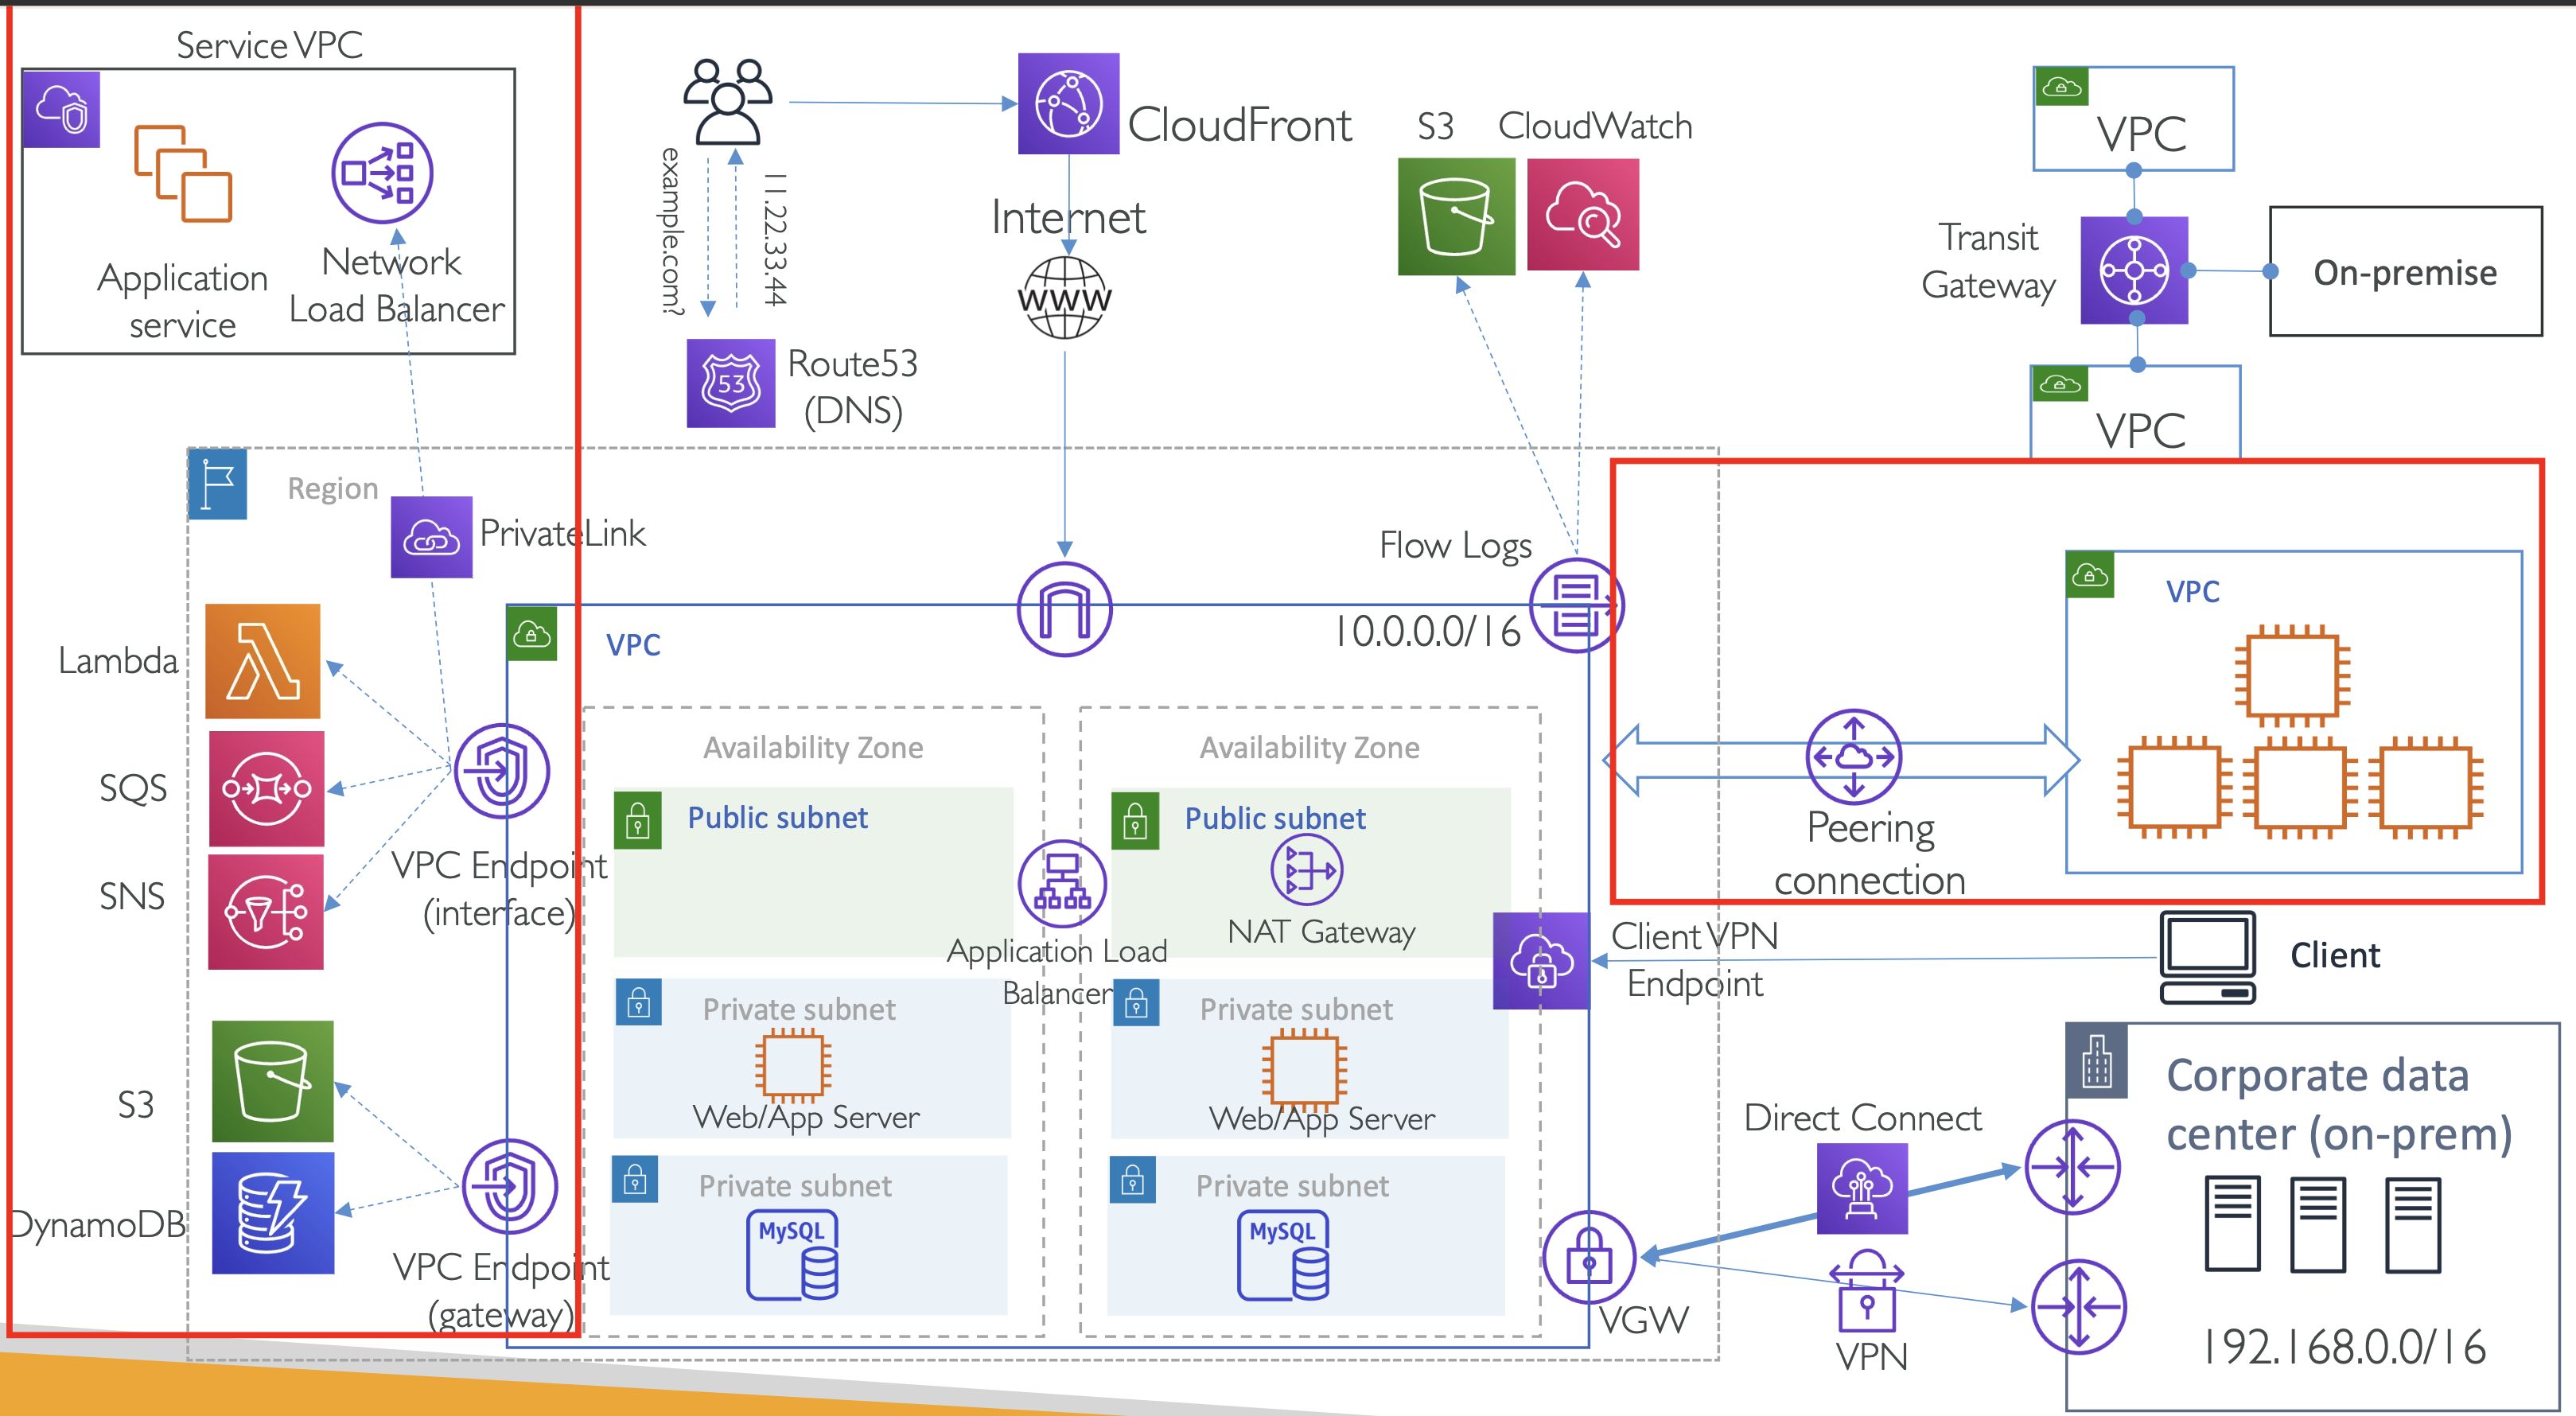 Service VPC
Application
service
Network
Load Balancer
example.com?
11.22.33.44
CloudFront
Internet
WWW
53
Route53
(DNS)
S3
CloudWatch
VPC
Transit
Gateway
On-premise
VPC
Region
PrivateLink
Flow Logs
10.0.0.0/16
VPC
VPC
Lambda
SQS
SNS
VPC Endpoint
(interface)
Availability Zone
Availability Zone
Public subnet
Public subnet
NAT Gateway
Application Load
Balancer
Peering
connection
Client VPN
Endpoint
Client
Private subnet
Web/App Server
Private subnet
Web/App Server
S3
DynamoDB
VPC Endpoint
(gateway)
Private subnet
MySQL
Private subnet
MySQL
VGW
Direct Connect
VPN
Corporate data
center (on-prem)
192.168.0.0/16